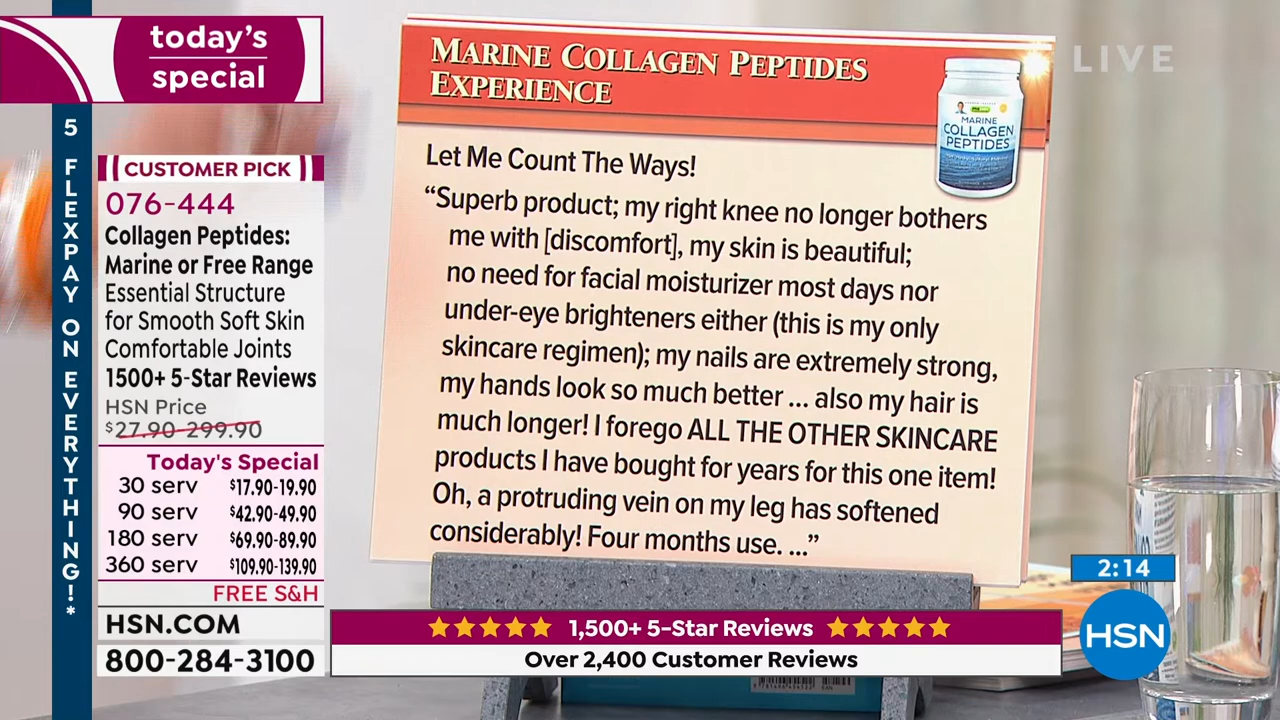 today's
special
5 FLEXPAY ON EVERYTHING!*
CUSTOMER PICK
076-444
Collagen Peptides:
Marine or Free Range
Essential Structure
for Smooth Soft Skin
Comfortable Joints
1500+ 5-Star Reviews
HSN Price
$27.90-299.90
Today's Special
30 serv $17.90-19.90
90 serv $42.90-49.90
180 serv $69.90-89.90
360 serv $109.90-139.90
FREE S&H
HSN.COM
800-284-3100
LIVE
MARINE COLLAGEN PEPTIDES
EXPERIENCE
MARINE
COLLAGEN
PEPTIDES
Let Me Count The Ways!
“Superb product; my right knee no longer bothers
me with [discomfort], my skin is beautiful;
no need for facial moisturizer most days nor
under-eye brighteners either (this is my only
skincare regimen); my nails are extremely strong,
my hands look so much better ... also my hair is
much longer! I forego ALL THE OTHER SKINCARE
products I have bought for years for this one item!
Oh, a protruding vein on my leg has softened
considerably! Four months use. ...”
1,500+ 5-Star Reviews
Over 2,400 Customer Reviews
2:14
HSN